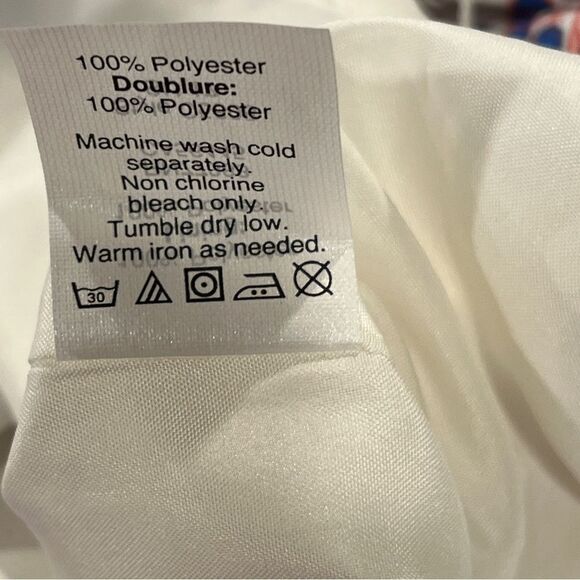 100% Polyester
Doublure:
100% Polyester
Machine wash cold
separately.
Non chlorine
bleach only.
Tumble dry low.
Warm iron as needed.
30